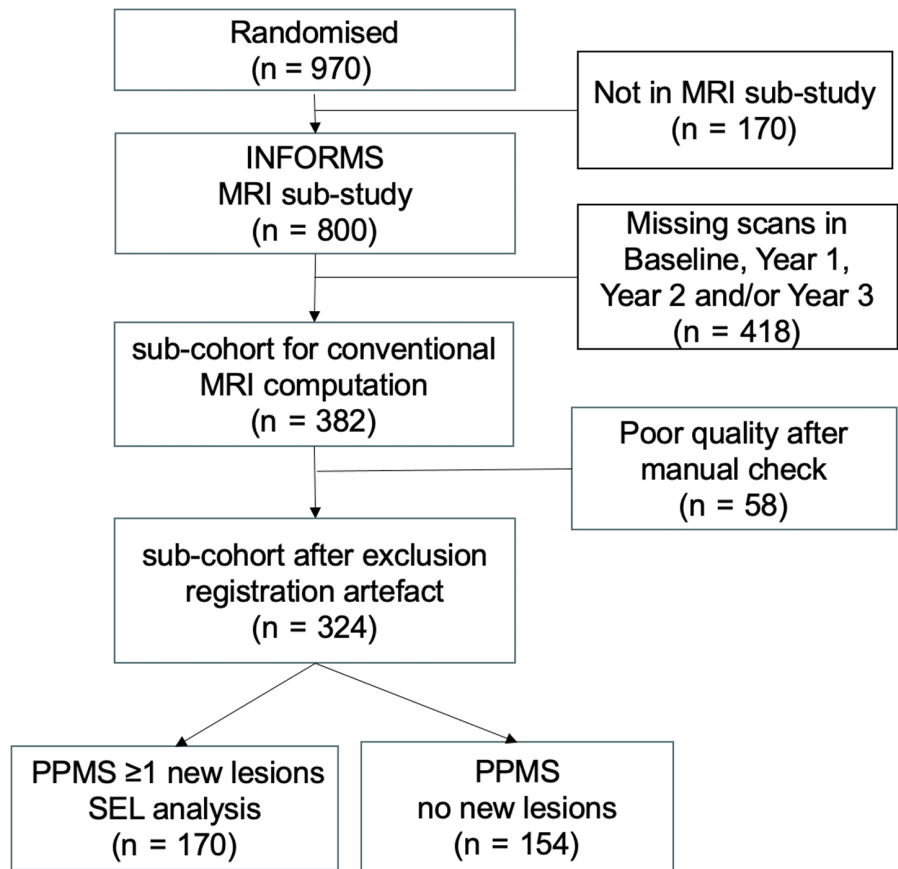 Randomised
(n = 970)
Not in MRI sub-study
(n = 170)
INFORMS
MRI sub-study
(n = 800)
Missing scans in
Baseline, Year 1,
Year 2 and/or Year 3
(n = 418)
sub-cohort for conventional
MRI computation
(n = 382)
Poor quality after
manual check
(n = 58)
sub-cohort after exclusion
registration artefact
(n = 324)
PPMS ≥1 new lesions
SEL analysis
(n = 170)
PPMS
no new lesions
(n = 154)